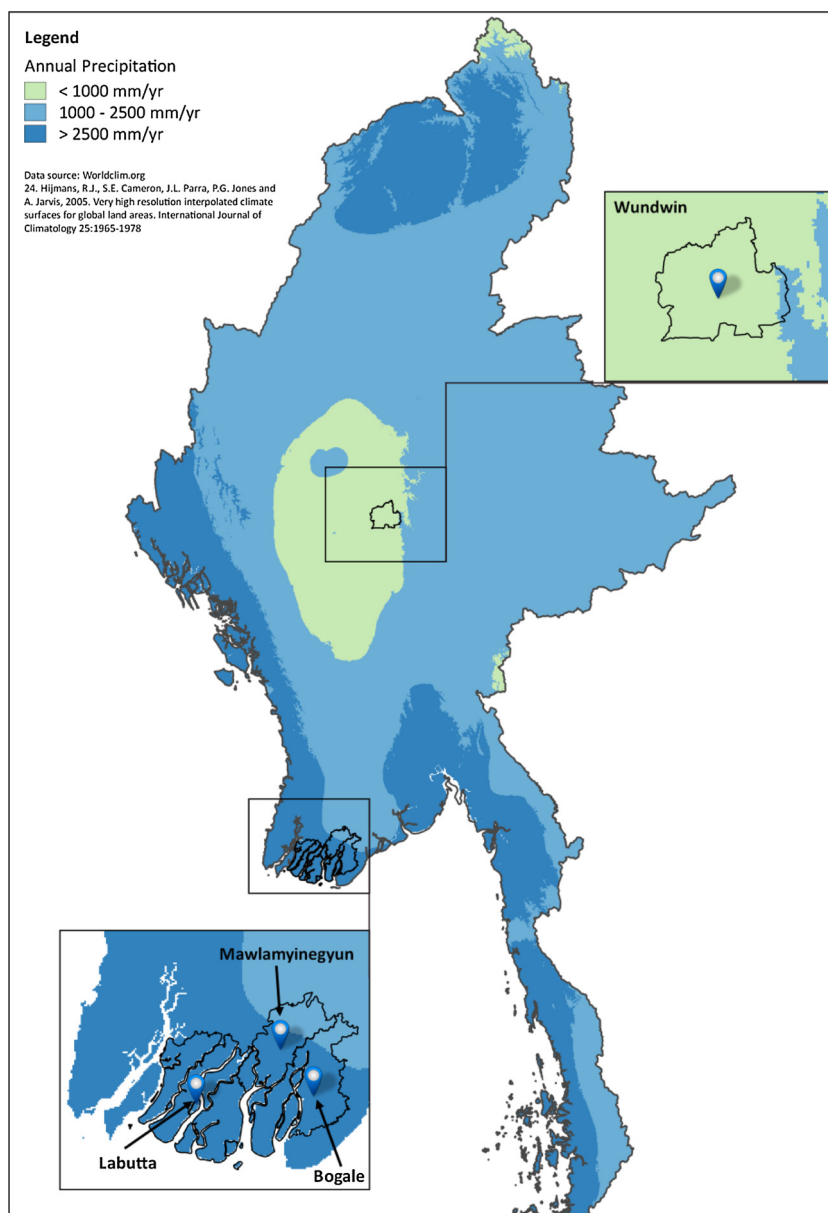 Legend
Annual Precipitation
< 1000 mm/yr
1000 - 2500 mm/yr
> 2500 mm/yr
Data source: Worldclim.org
24. Hijmans, R.J., S.E. Cameron, J.L. Parra, P.G. Jones and
A. Jarvis, 2005. Very high resolution interpolated climate
surfaces for global land areas. International Journal of
Climatology 25:1965-1978
Wundwin
Mawlamyinegyun
Labutta
Bogale